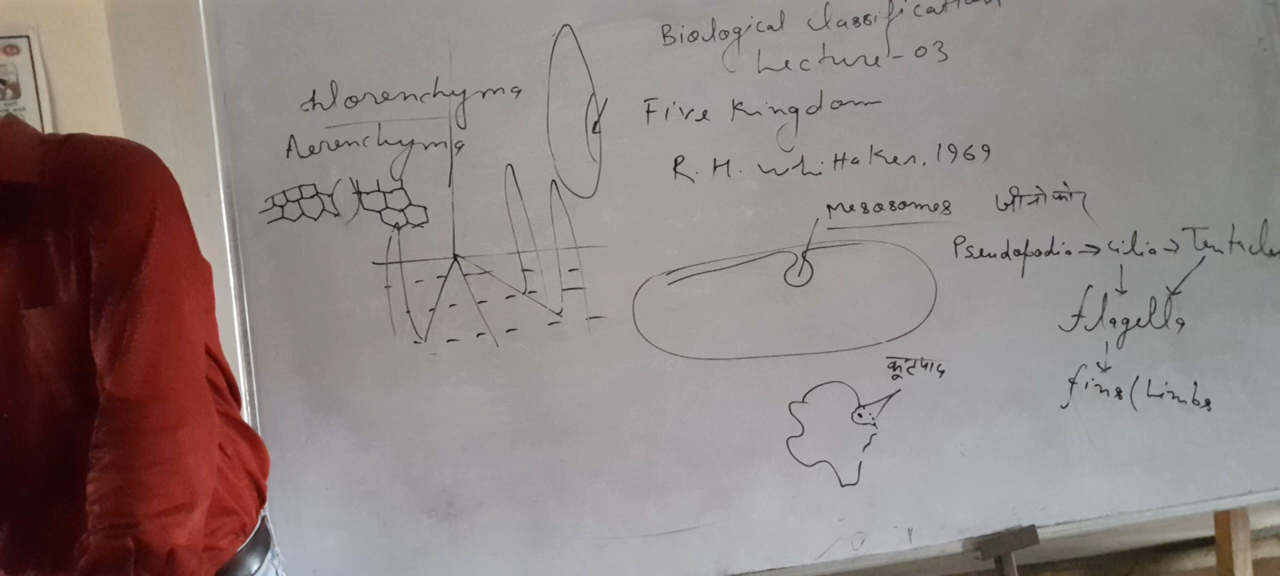 Biological Classification
Lecture-03
Chlorenchyma
Aerenchyma
Five Kingdom
R. H. Whittaker. 1969
Mesosomes
Pseudopodia → Cilia → Tentacles
flagella
fins (Limbs
कूटपाद